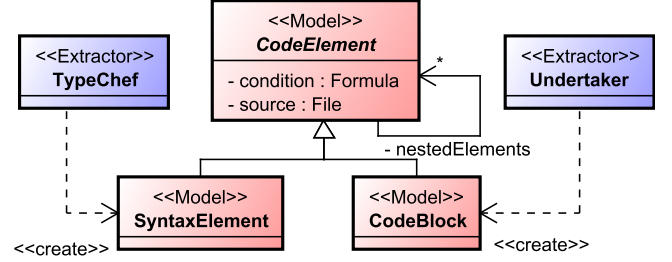 <<Model>>
CodeElement
- condition : Formula
- source : File
<<Extractor>>
TypeChef
<<Extractor>>
Undertaker
*
- nestedElements
<<Model>>
SyntaxElement
<<Model>>
CodeBlock
<<create>>
<<create>>